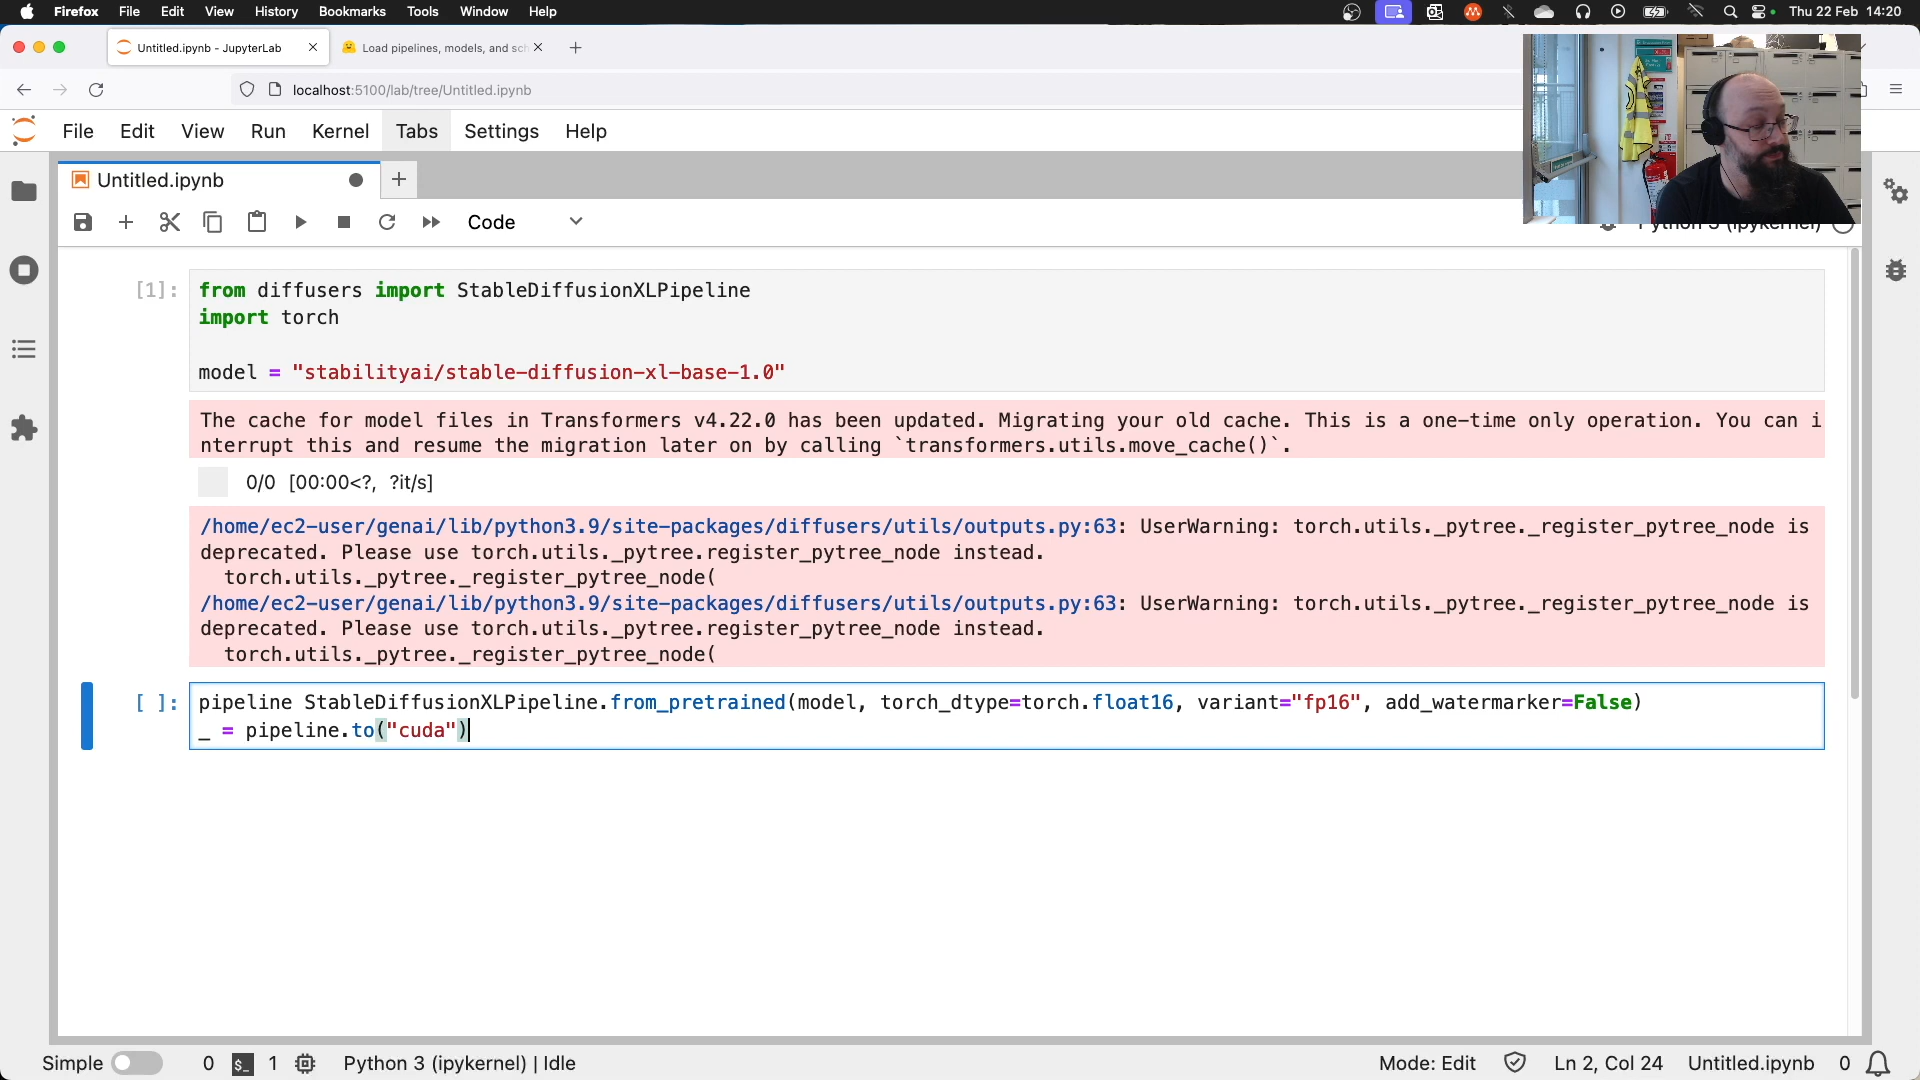 Firefox File Edit View History Bookmarks Tools Window Help Thu 22 Feb 14:20
Untitled.ipynb - JupyterLab
Load pipelines, models, and sch
localhost:5100/lab/tree/Untitled.ipynb
File Edit View Run Kernel Tabs Settings Help
Untitled.ipynb
Code
Python 3 (ipykernel)
[1]:
from diffusers import StableDiffusionXLPipeline
import torch
model = "stabilityai/stable-diffusion-xl-base-1.0"
The cache for model files in Transformers v4.22.0 has been updated. Migrating your old cache. This is a one-time only operation. You can i
nterrupt this and resume the migration later on by calling `transformers.utils.move_cache()`.
0/0 [00:00<?, ?it/s]
/home/ec2-user/genai/lib/python3.9/site-packages/diffusers/utils/outputs.py:63: UserWarning: torch.utils._pytree._register_pytree_node is
deprecated. Please use torch.utils._pytree.register_pytree_node instead.
torch.utils._pytree._register_pytree_node(
/home/ec2-user/genai/lib/python3.9/site-packages/diffusers/utils/outputs.py:63: UserWarning: torch.utils._pytree._register_pytree_node is
deprecated. Please use torch.utils._pytree.register_pytree_node instead.
torch.utils._pytree._register_pytree_node(
[ ]:
pipeline StableDiffusionXLPipeline.from_pretrained(model, torch_dtype=torch.float16, variant="fp16", add_watermarker=False)
_ = pipeline.to("cuda")
Simple 0 $_ 1 Python 3 (ipykernel) | Idle Mode: Edit Ln 2, Col 24 Untitled.ipynb 0